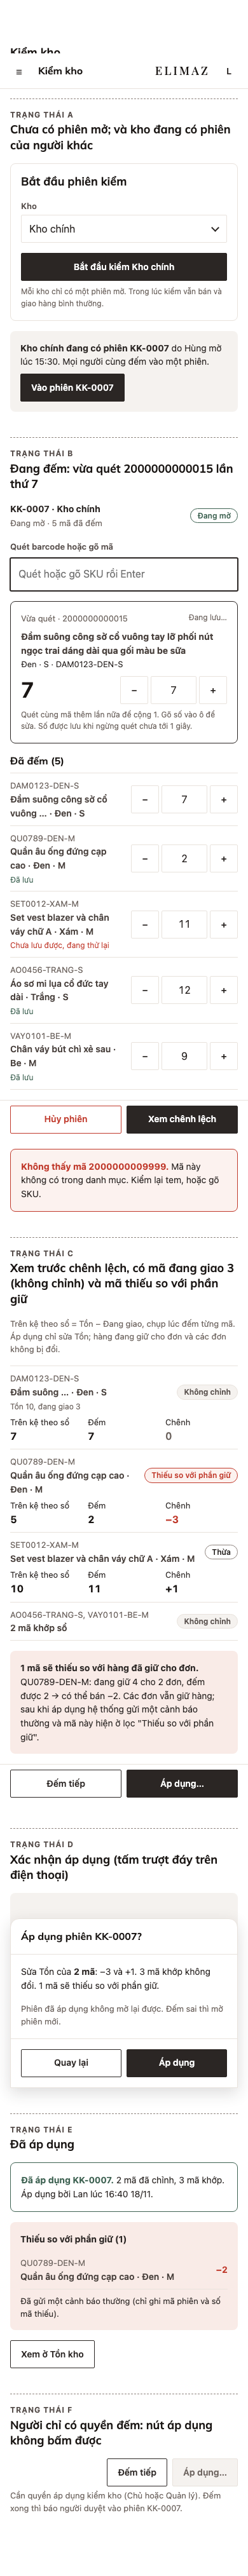 Kiểm kho
≡ Kiểm kho ELIMAZ L
TRẠNG THÁI A
Chưa có phiên mở; và kho đang có phiên
của người khác
Bắt đầu phiên kiểm
Kho
Kho chính
Bắt đầu kiểm Kho chính
Mỗi kho chỉ có một phiên mở. Trong lúc kiểm vẫn bán và
giao hàng bình thường.
Kho chính đang có phiên KK-0007 do Hùng mở
lúc 15:30. Mọi người cùng đếm vào một phiên.
Vào phiên KK-0007
TRẠNG THÁI B
Đang đếm: vừa quét 2000000000015 lần
thứ 7
KK-0007 · Kho chính
Đang mở · 5 mã đã đếm
Đang mở
Quét barcode hoặc gõ mã
Quét hoặc gõ SKU rồi Enter
Vừa quét · 2000000000015 Đang lưu...
Đầm suông công sở cổ vuông tay lỡ phối nút
ngọc trai dáng dài qua gối màu be sữa
Đen · S · DAM0123-DEN-S
7 − 7 +
Quét cùng mã thêm lần nữa để cộng 1. Gõ số vào ô để
sửa. Số được lưu khi ngừng quét chưa tới 1 giây.
Đã đếm (5)
DAM0123-DEN-S
Đầm suông công sở cổ
vuông ... · Đen · S
− 7 +
QU0789-DEN-M
Quần âu ống đứng cạp
cao · Đen · M
Đã lưu
− 2 +
SET0012-XAM-M
Set vest blazer và chân
váy chữ A · Xám · M
Chưa lưu được, đang thử lại
− 11 +
AO0456-TRANG-S
Áo sơ mi lụa cổ đức tay
dài · Trắng · S
Đã lưu
− 12 +
VAY0101-BE-M
Chân váy bút chì xẻ sau ·
Be · M
Đã lưu
− 9 +
Hủy phiên Xem chênh lệch
Không thấy mã 2000000009999. Mã này
không có trong danh mục. Kiểm lại tem, hoặc gõ
SKU.
TRẠNG THÁI C
Xem trước chênh lệch, có mã đang giao 3
(không chỉnh) và mã thiếu so với phần
giữ
Trên kệ theo số = Tồn − Đang giao, chụp lúc đếm từng mã.
Áp dụng chỉ sửa Tồn; hàng đang giữ cho đơn và các đơn
không bị đổi.
DAM0123-DEN-S
Đầm suông ... · Đen · S
Tồn 10, đang giao 3
Không chỉnh
Trên kệ theo số Đếm Chênh
7 7 0
QU0789-DEN-M
Quần âu ống đứng cạp cao ·
Đen · M
Thiếu so với phần giữ
Trên kệ theo số Đếm Chênh
5 2 −3
SET0012-XAM-M
Set vest blazer và chân váy chữ A · Xám · M
Thừa
Trên kệ theo số Đếm Chênh
10 11 +1
AO0456-TRANG-S, VAY0101-BE-M
2 mã khớp sổ
Không chỉnh
1 mã sẽ thiếu so với hàng đã giữ cho đơn.
QU0789-DEN-M: đang giữ 4 cho 2 đơn, đếm
được 2 → có thể bán −2. Các đơn vẫn giữ hàng;
sau khi áp dụng hệ thống gửi một cảnh báo
thường và mã này hiện ở lọc "Thiếu so với phần
giữ".
Đếm tiếp Áp dụng...
TRẠNG THÁI D
Xác nhận áp dụng (tấm trượt đáy trên
điện thoại)
Áp dụng phiên KK-0007?
Sửa Tồn của 2 mã: −3 và +1. 3 mã khớp không
đổi. 1 mã sẽ thiếu so với phần giữ.
Phiên đã áp dụng không mở lại được. Đếm sai thì mở
phiên mới.
Quay lại Áp dụng
TRẠNG THÁI E
Đã áp dụng
Đã áp dụng KK-0007. 2 mã đã chỉnh, 3 mã khớp.
Áp dụng bởi Lan lúc 16:40 18/11.
Thiếu so với phần giữ (1)
QU0789-DEN-M
Quần âu ống đứng cạp cao · Đen · M
−2
Đã gửi một cảnh báo thường (chỉ ghi mã phiên và số
mã thiếu).
Xem ở Tồn kho
TRẠNG THÁI F
Người chỉ có quyền đếm: nút áp dụng
không bấm được
Đếm tiếp Áp dụng...
Cần quyền áp dụng kiểm kho (Chủ hoặc Quản lý). Đếm
xong thì báo người duyệt vào phiên KK-0007.